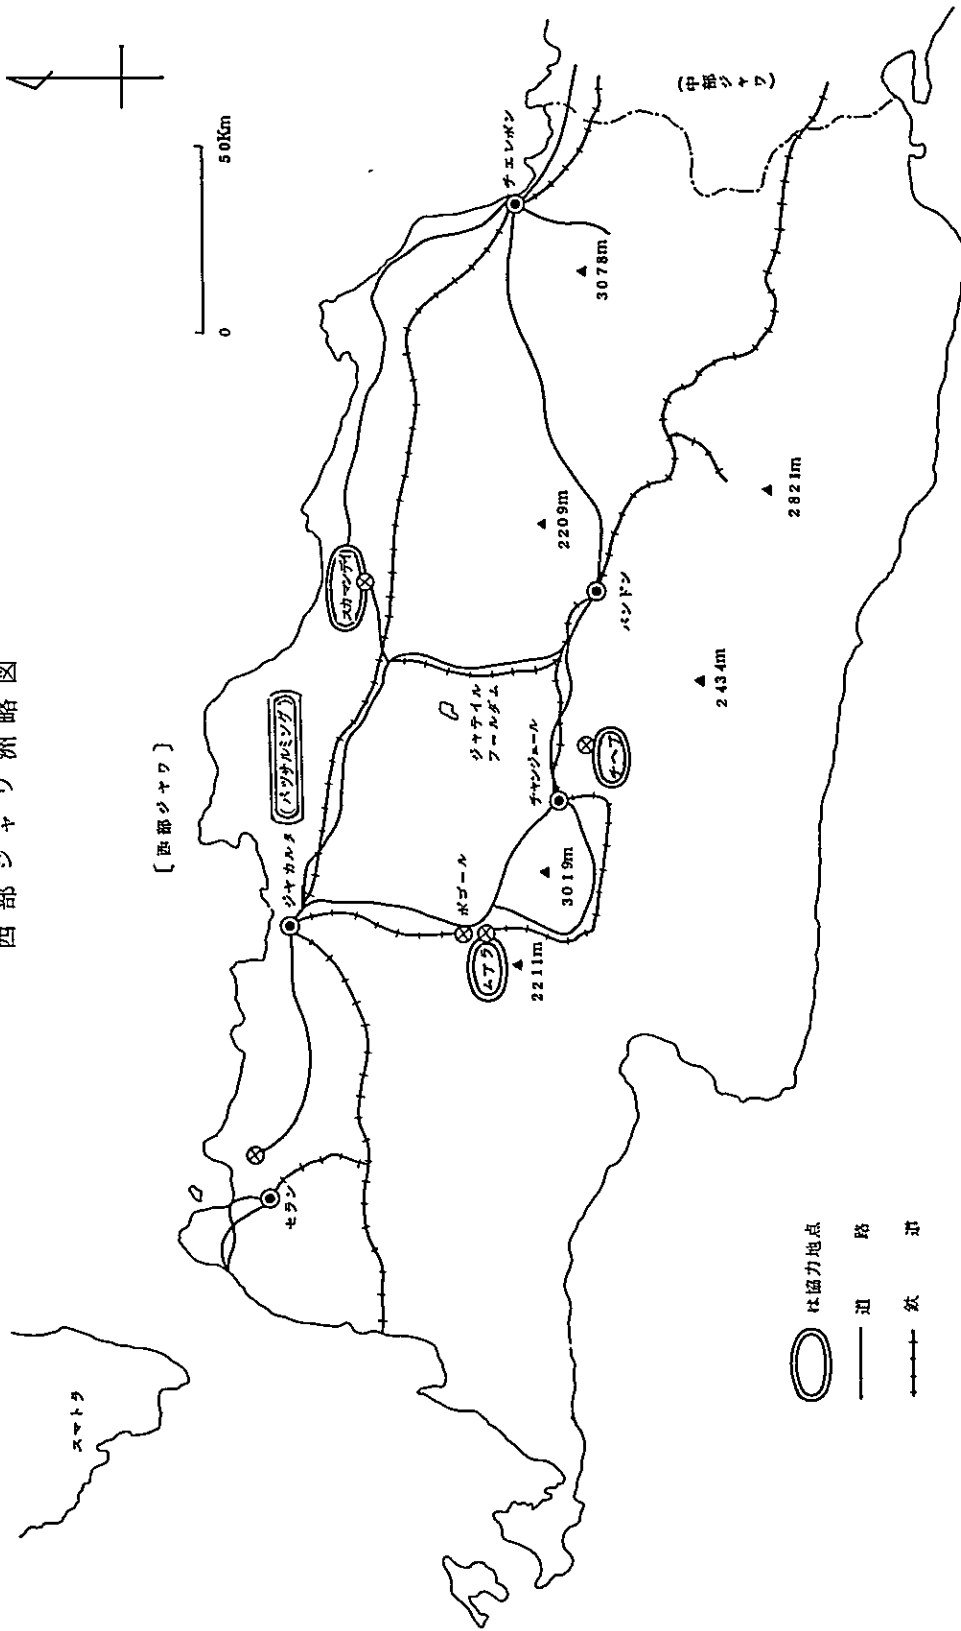 西部ジャワ洲略図
50Km
0
[西部ジャワ]
スマトラ
(中部ジャワ)
ジャカルタ
(パッサルミング)
スカマンディ
チェレボン
セラン
ボゴール
ムアラ
ジャテイル
フールダム
チャンジュール
チヘア
バンドン
3078m
2209m
2821m
2434m
3019m
2211m
は協力地点
道 路
鉄 道